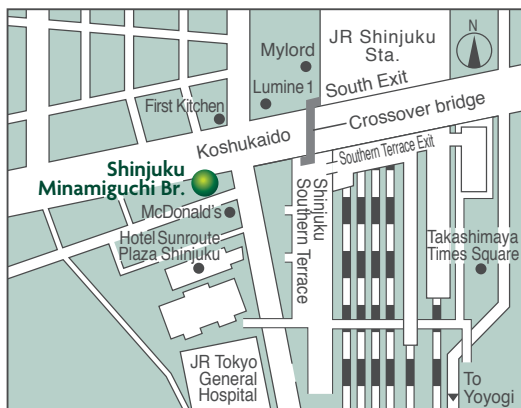 JR Shinjuku
Sta.
N
Mylord
Lumine 1
South Exit
First Kitchen
Crossover bridge
Koshukaido
Southern Terrace Exit
Shinjuku
Minamiguchi Br.
McDonald's
Shinjuku
Southern Terrace
Hotel Sunroute
Plaza Shinjuku
Takashimaya
Times Square
JR Tokyo
General
Hospital
To
Yoyogi